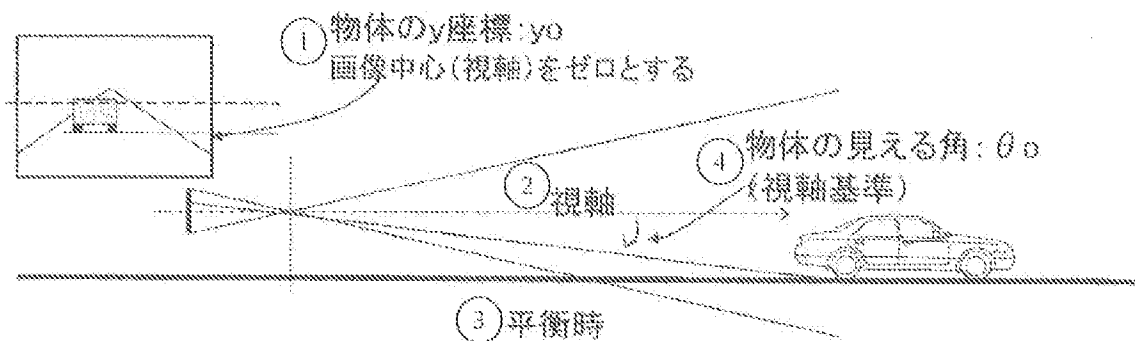 ① 物体のy座標:yo
画像中心(視軸)をゼロとする
② 視軸
④ 物体の見える角:θo
(視軸基準)
③ 平衡時